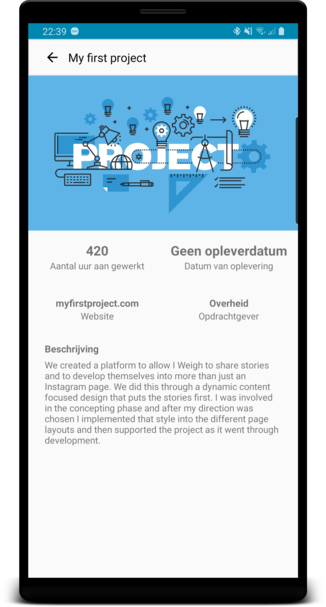 22:39
My first project
PROJECT
420
Geen opleverdatum
Aantal uur aan gewerkt
Datum van oplevering
myfirstproject.com
Overheid
Website
Opdrachtgever
Beschrijving
We created a platform to allow I Weigh to share stories
and to develop themselves into more than just an
Instagram page. We did this through a dynamic content
focused design that puts the stories first. I was involved
in the concepting phase and after my direction was
chosen I implemented that style into the different page
layouts and then supported the project as it went through
development.